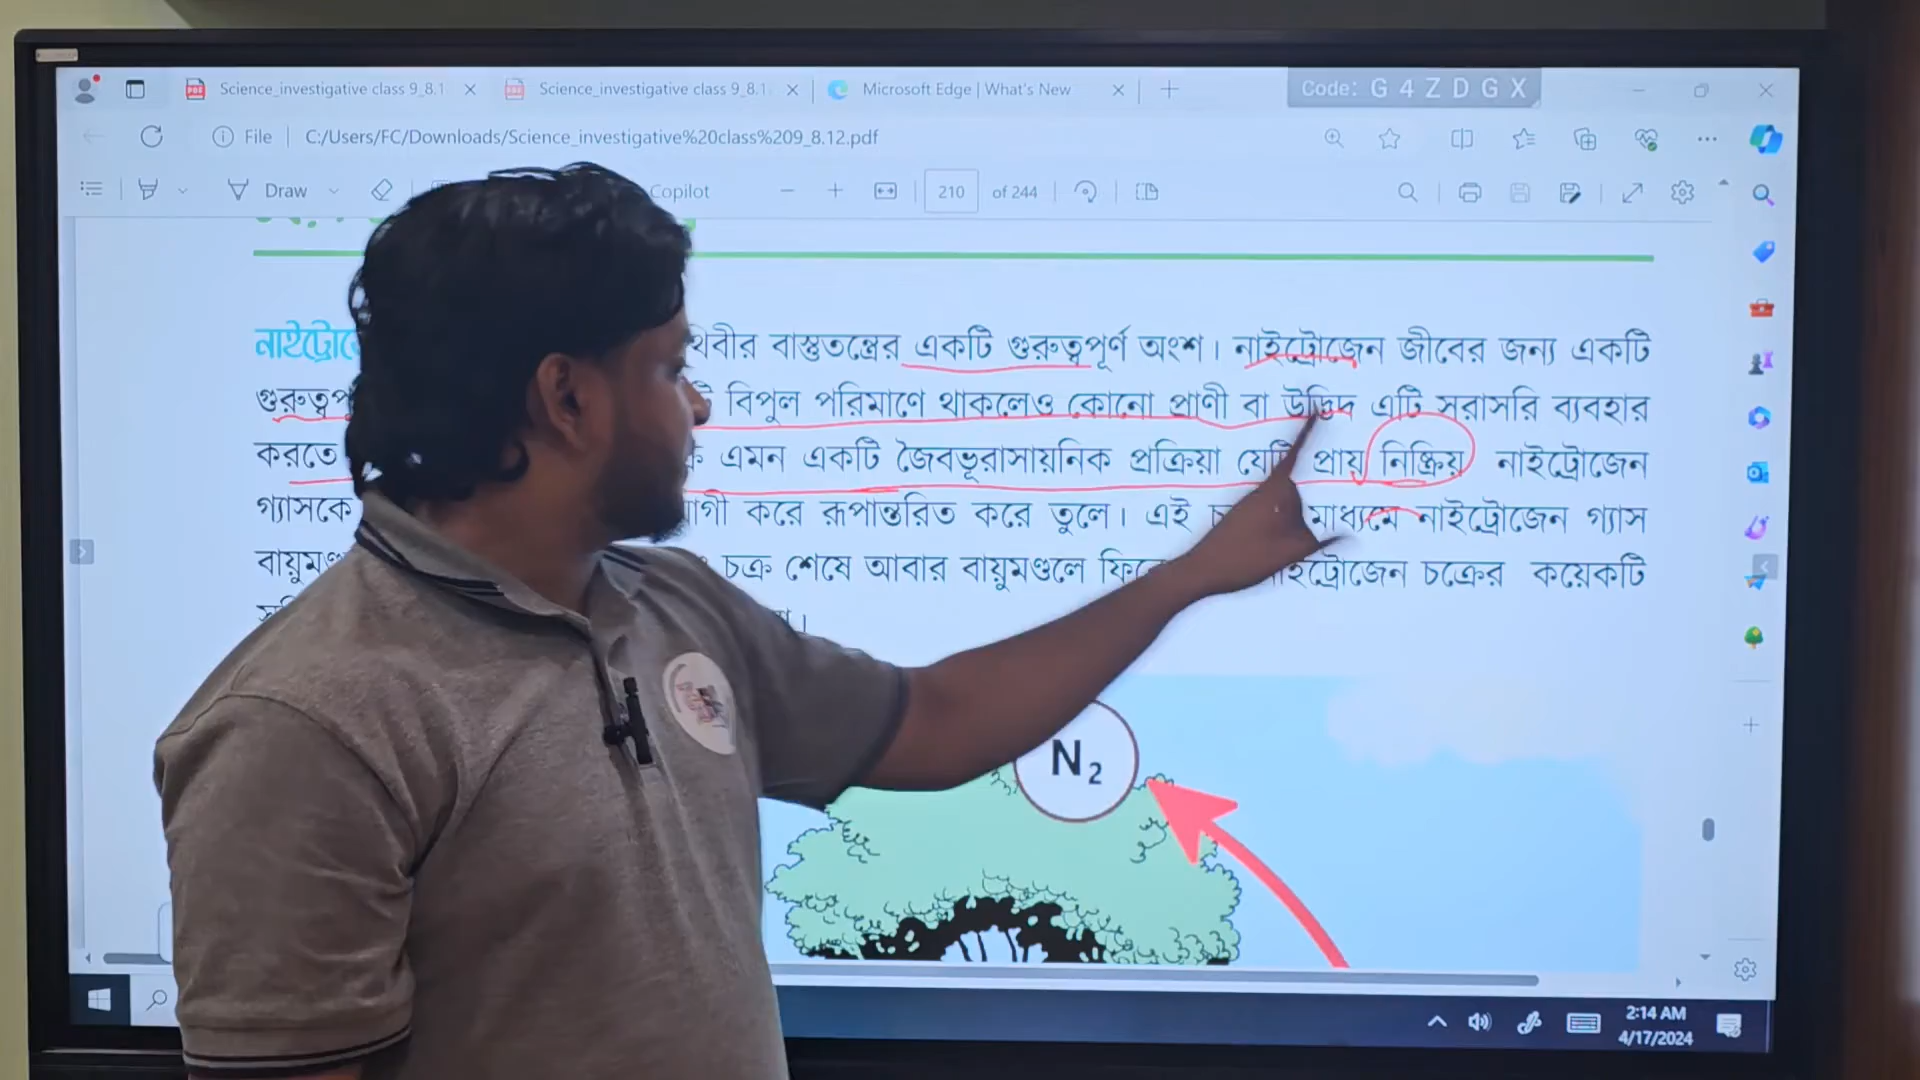 Science_investigative class 9_8.1
Science_investigative class 9_8.1.
Microsoft Edge | What's New
Code: G 4 Z D G X
File
C:/Users/FC/Downloads/Science_investigative%20class%209_8.12.pdf
Draw
Copilot
210 of 244
বাস্তুতন্ত্রের একটি গুরুত্বপূর্ণ অংশ। নাইট্রোজেন জীবের জন্য একটি
বিপুল পরিমাণে থাকলেও কোনো প্রাণী বা উদ্ভিদ এটি সরাসরি ব্যবহার
করতে এমন একটি জৈবভূরাসায়নিক প্রক্রিয়া যেটি প্রায় নিষ্ক্রিয় নাইট্রোজেন
গ্যাসকে করে রূপান্তরিত করে তুলে। এই মাধ্যমে নাইট্রোজেন গ্যাস
চক্র শেষে আবার বায়ুমণ্ডলে চক্রের কয়েকটি
N2
2:14 AM
4/17/2024